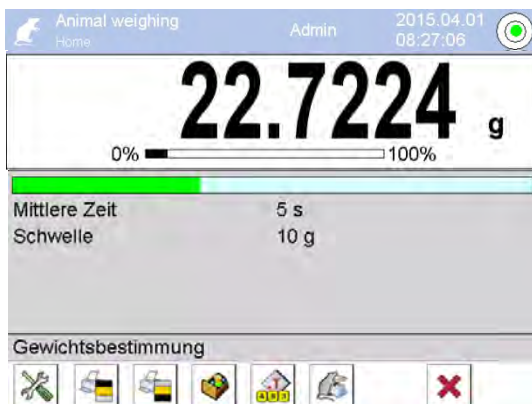 Animal weighing
Home
Admin
2015.04.01
08:27:06
22.7224 g
0% 100%
Mittlere Zeit 5 s
Schwelle 10 g
Gewichtsbestimmung